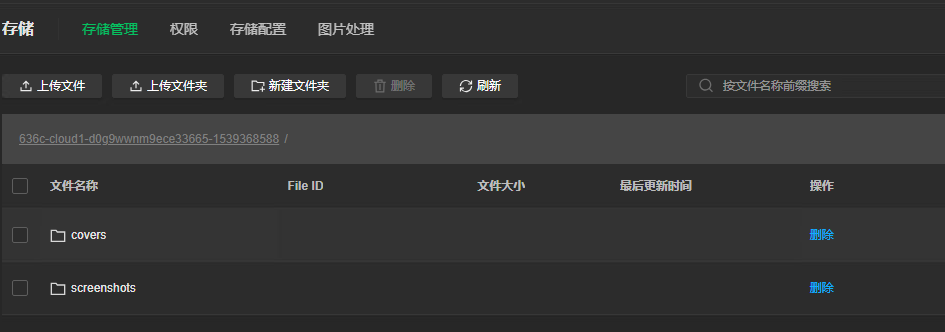 存储 存储管理 权限 存储配置 图片处理
上传文件 上传文件夹 新建文件夹 删除 刷新 按文件名称前缀搜索
636c-cloud1-d0g9wwnm9ece33665-1539368588 /
文件名称 File ID 文件大小 最后更新时间 操作
covers 删除
screenshots 删除